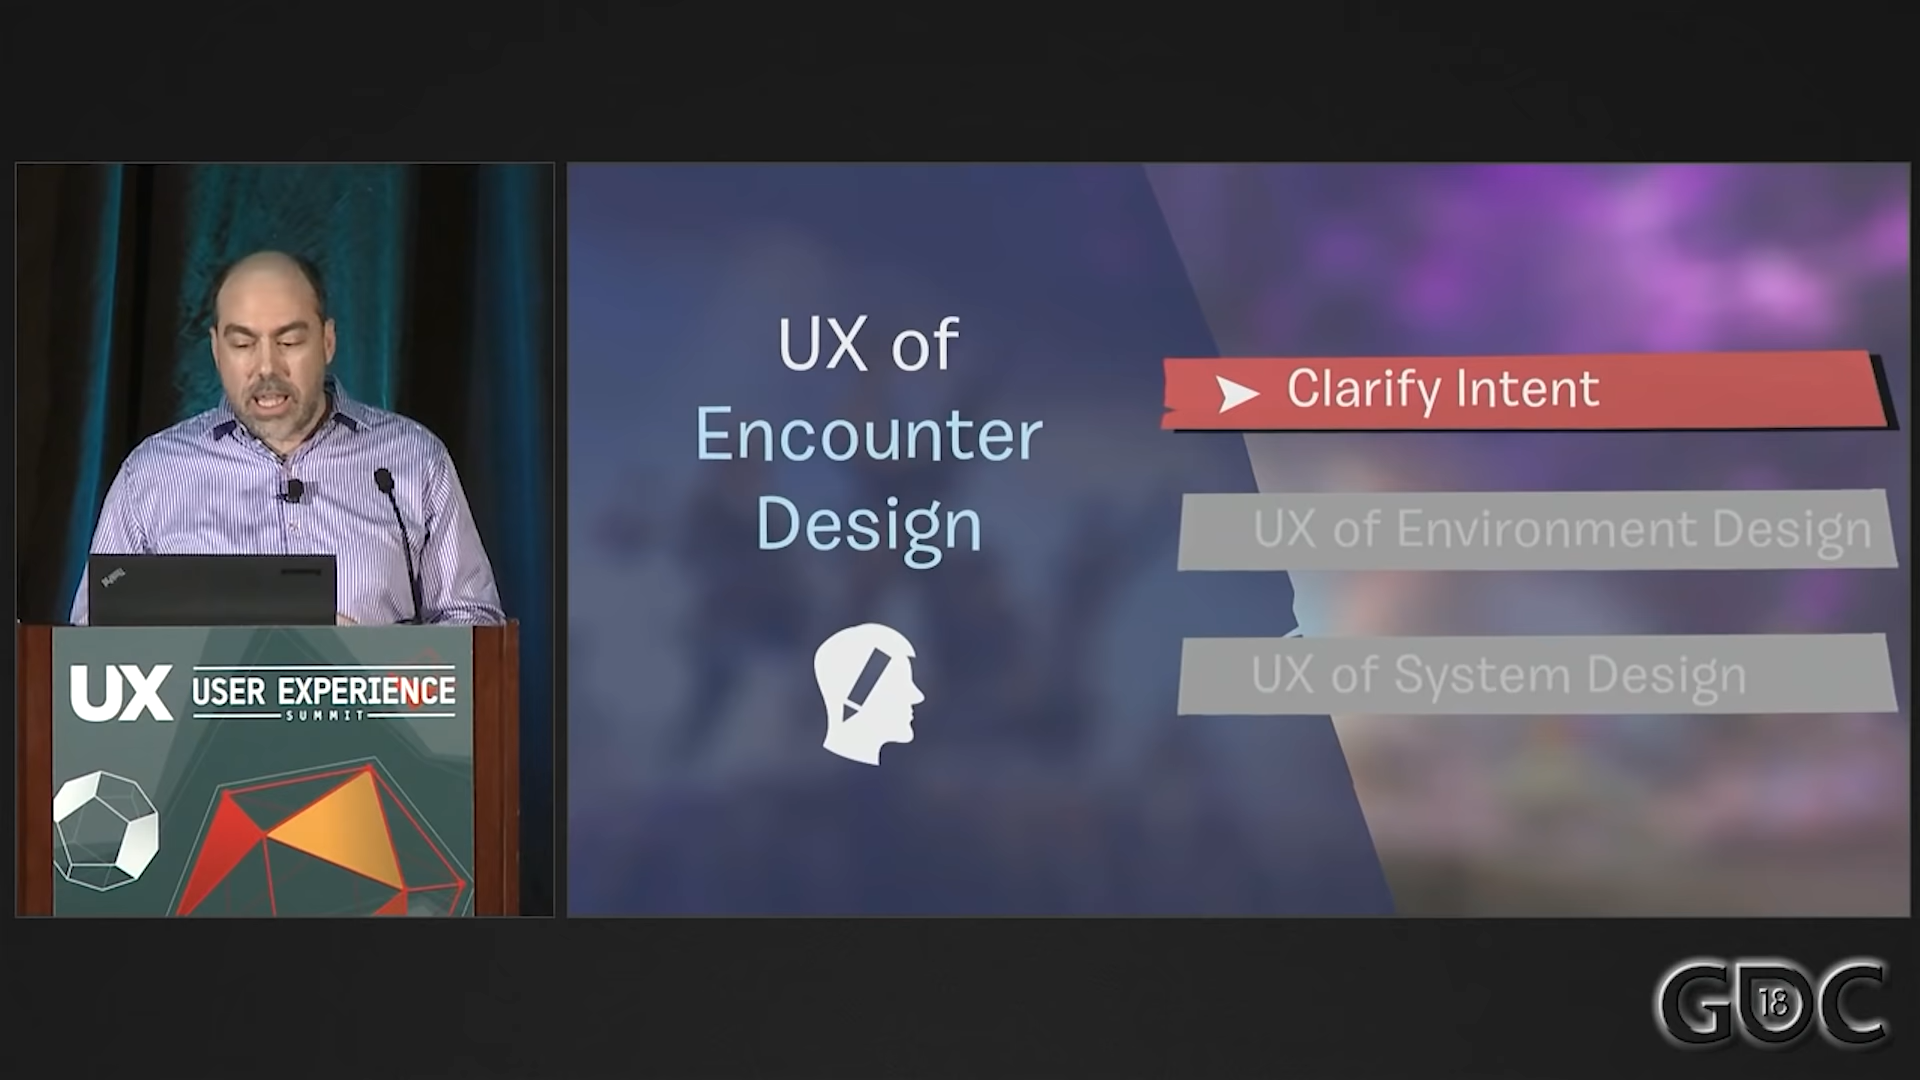 UX of
Encounter
Design
Clarify Intent
UX of Environment Design
UX of System Design
UX
USER EXPERIENCE
SUMMIT
ThinkPad
GDC
18